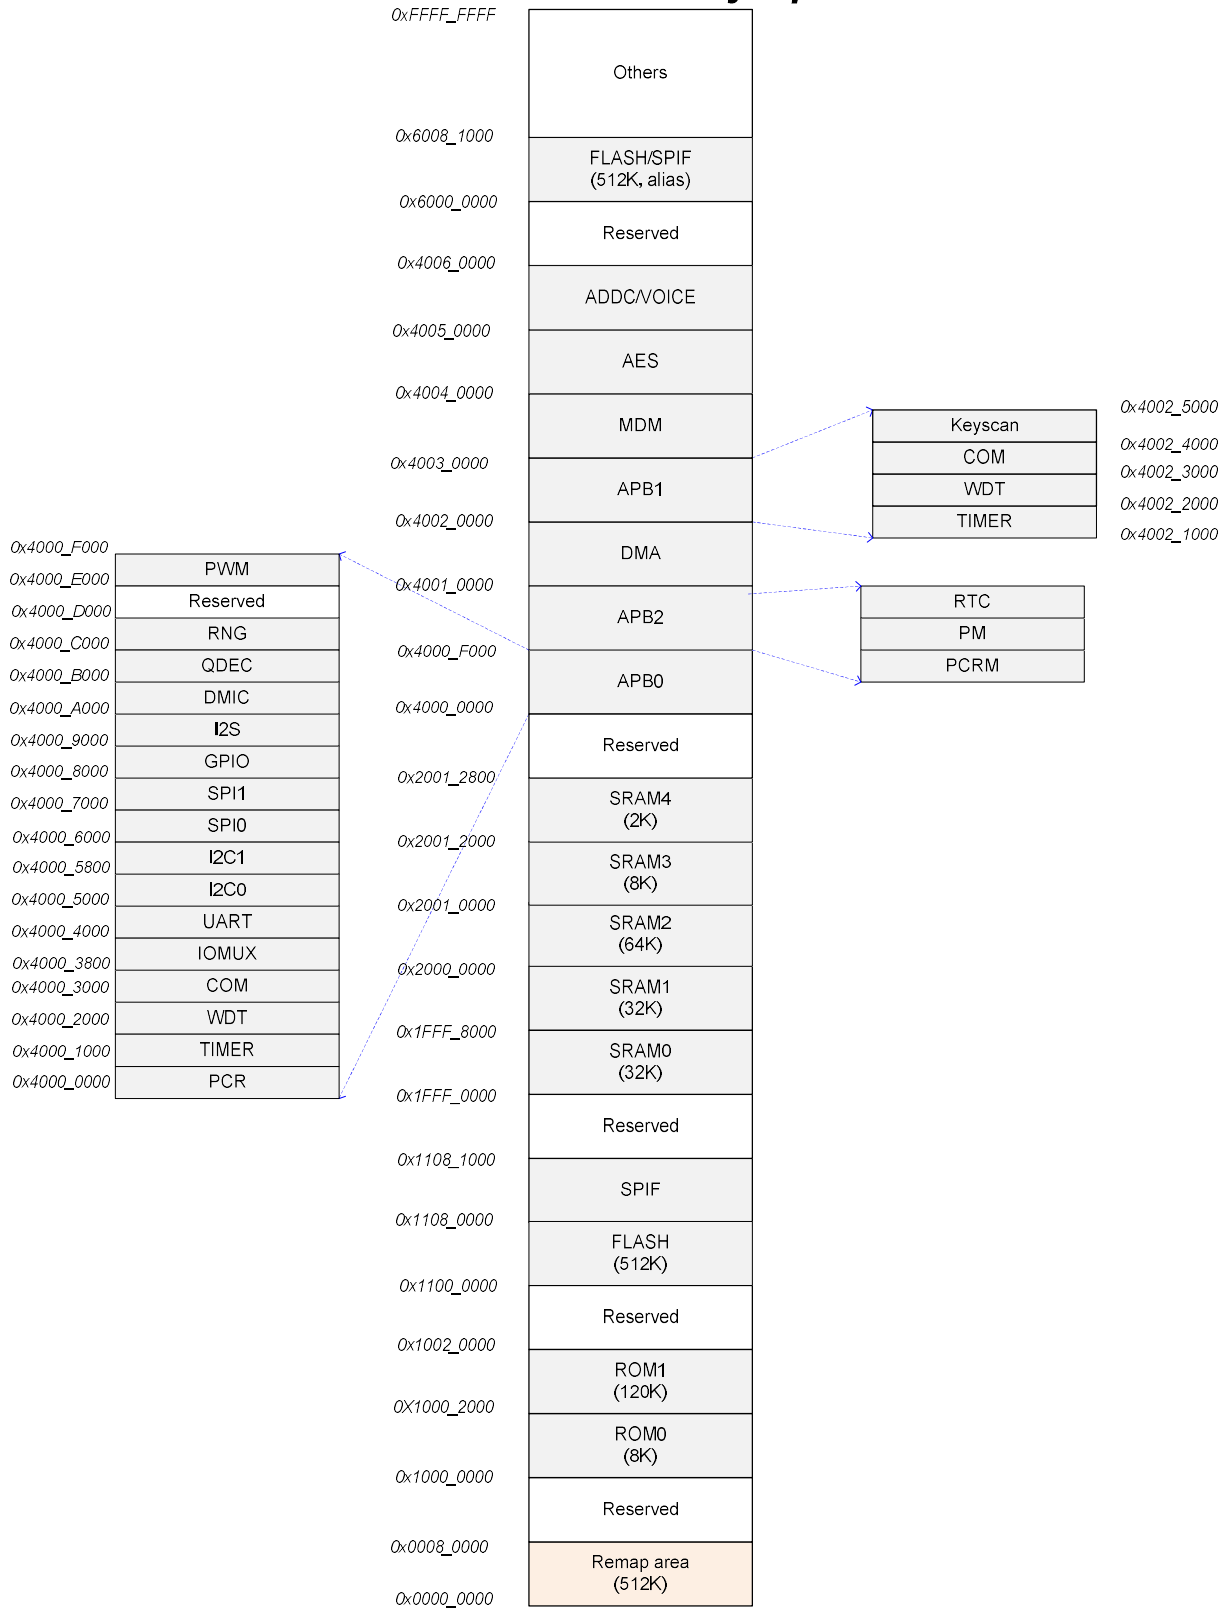 0xFFFF_FFFF
Others
0x6008_1000
FLASH/SPIF
(512K, alias)
0x6000_0000
Reserved
0x4006_0000
ADDC/VOICE
0x4005_0000
AES
0x4004_0000
MDM
0x4003_0000
APB1
0x4002_0000
DMA
0x4001_0000
APB2
0x4000_F000
APB0
0x4000_0000
Reserved
0x2001_2800
SRAM4
(2K)
0x2001_2000
SRAM3
(8K)
0x2001_0000
SRAM2
(64K)
0x2000_0000
SRAM1
(32K)
0x1FFF_8000
SRAM0
(32K)
0x1FFF_0000
Reserved
0x1108_1000
SPIF
0x1108_0000
FLASH
(512K)
0x1100_0000
Reserved
0x1002_0000
ROM1
(120K)
0X1000_2000
ROM0
(8K)
0x1000_0000
Reserved
0x0008_0000
Remap area
(512K)
0x0000_0000
0x4000_F000
PWM
0x4000_E000
Reserved
0x4000_D000
RNG
0x4000_C000
QDEC
0x4000_B000
DMIC
0x4000_A000
I2S
0x4000_9000
GPIO
0x4000_8000
SPI1
0x4000_7000
SPI0
0x4000_6000
I2C1
0x4000_5800
I2C0
0x4000_5000
UART
0x4000_4000
IOMUX
0x4000_3800
COM
0x4000_3000
WDT
0x4000_2000
TIMER
0x4000_1000
PCR
0x4000_0000
0x4002_5000
Keyscan
0x4002_4000
COM
0x4002_3000
WDT
0x4002_2000
TIMER
0x4002_1000
RTC
PM
PCRM